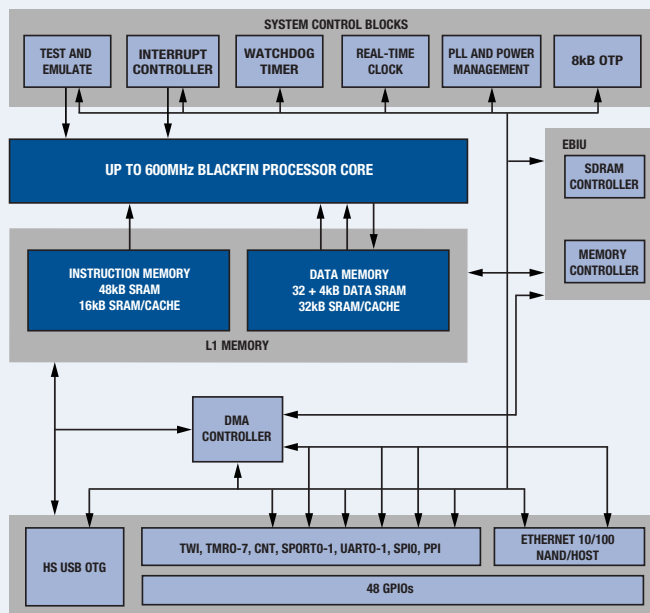 SYSTEM CONTROL BLOCKS
TEST AND
EMULATE
INTERRUPT
CONTROLLER
WATCHDOG
TIMER
REAL-TIME
CLOCK
PLL AND POWER
MANAGEMENT
8kB OTP
UP TO 600MHz BLACKFIN PROCESSOR CORE
EBIU
SDRAM
CONTROLLER
MEMORY
CONTROLLER
INSTRUCTION MEMORY
48kB SRAM
16kB SRAM/CACHE
DATA MEMORY
32 + 4kB DATA SRAM
32kB SRAM/CACHE
L1 MEMORY
DMA
CONTROLLER
HS USB OTG
TWI, TMR0-7, CNT, SPORT0-1, UART0-1, SPI0, PPI
ETHERNET 10/100
NAND/HOST
48 GPIOs